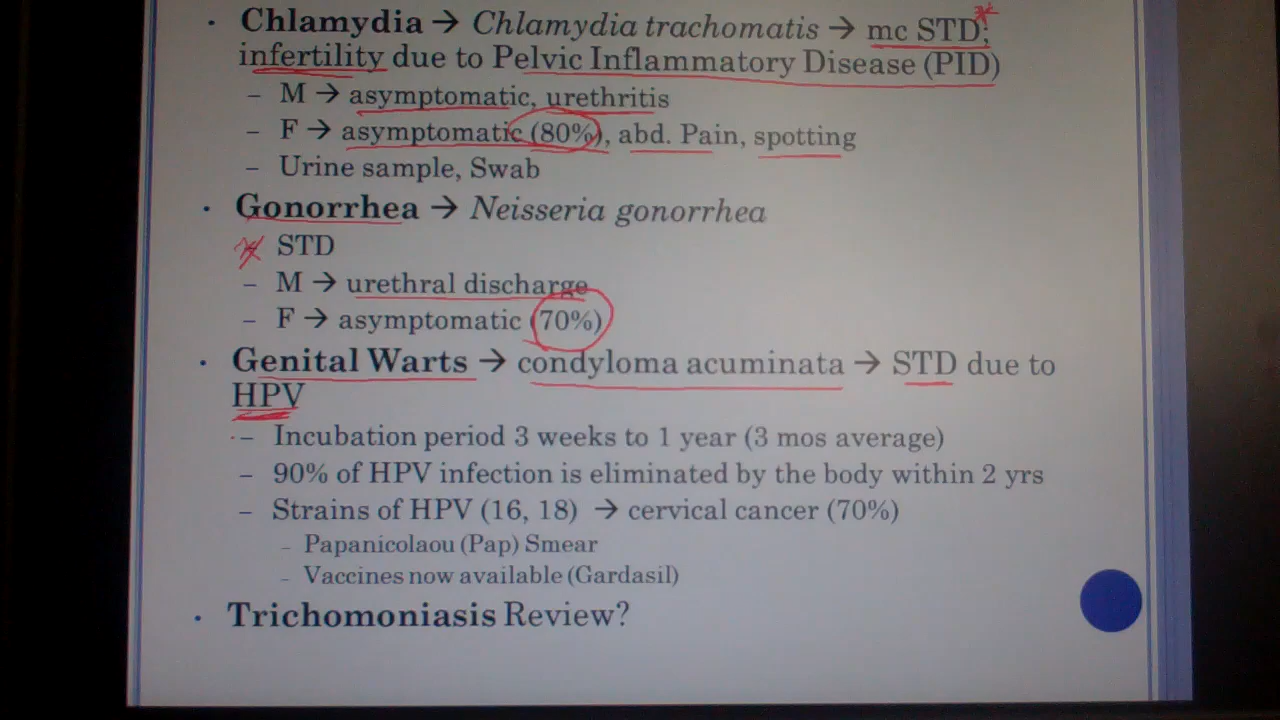 • Chlamydia → Chlamydia trachomatis → mc STD;
infertility due to Pelvic Inflammatory Disease (PID)
– M → asymptomatic, urethritis
– F → asymptomatic (80%), abd. Pain, spotting
– Urine sample, Swab
• Gonorrhea → Neisseria gonorrhea
STD
– M → urethral discharge
– F → asymptomatic (70%)
• Genital Warts → condyloma acuminata → STD due to
HPV
– Incubation period 3 weeks to 1 year (3 mos average)
– 90% of HPV infection is eliminated by the body within 2 yrs
– Strains of HPV (16, 18) → cervical cancer (70%)
– Papanicolaou (Pap) Smear
– Vaccines now available (Gardasil)
• Trichomoniasis Review?